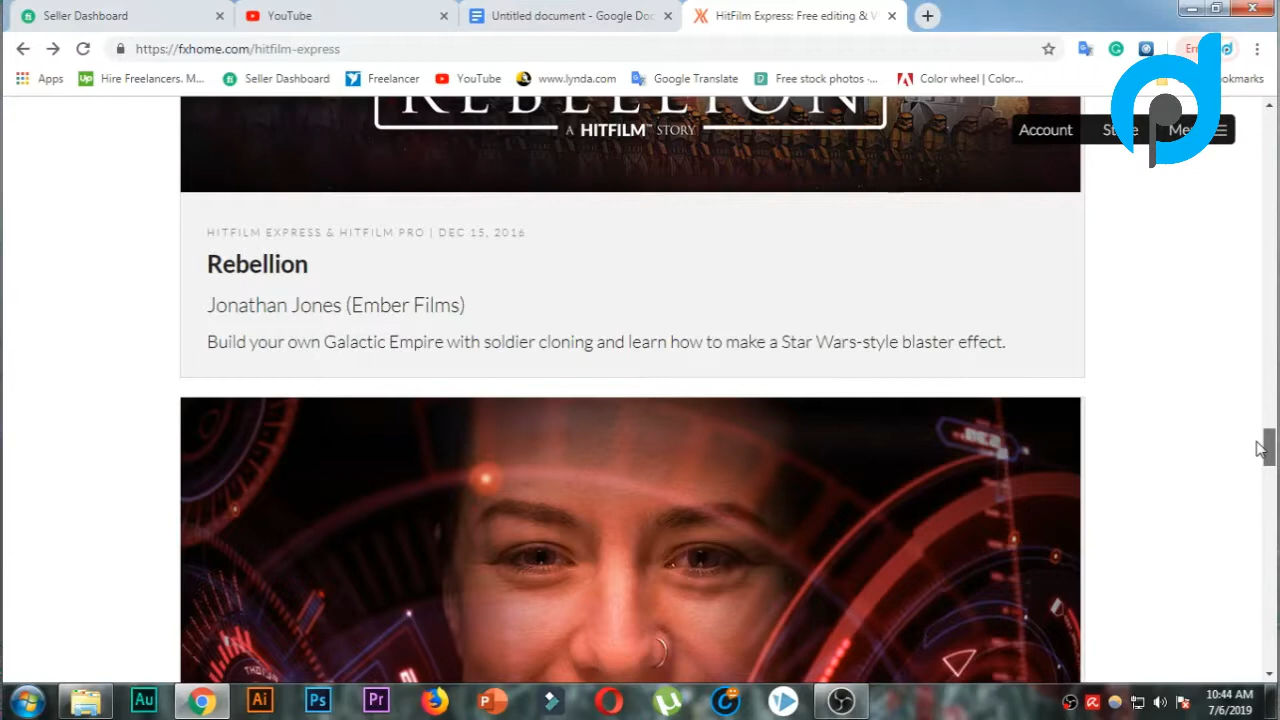 Seller Dashboard
YouTube
Untitled document - Google Doc
HitFilm Express: Free editing & V
https://fxhome.com/hitfilm-express
Apps
Hire Freelancers. M...
Seller Dashboard
Freelancer
YouTube
www.lynda.com
Google Translate
Free stock photos -...
Color wheel | Color...
REBELLION
A HITFILM™ STORY
Account
HITFILM EXPRESS & HITFILM PRO | DEC 15, 2016
Rebellion
Jonathan Jones (Ember Films)
Build your own Galactic Empire with soldier cloning and learn how to make a Star Wars-style blaster effect.
Au
Ai
Ps
Pr
10:44 AM
7/6/2019